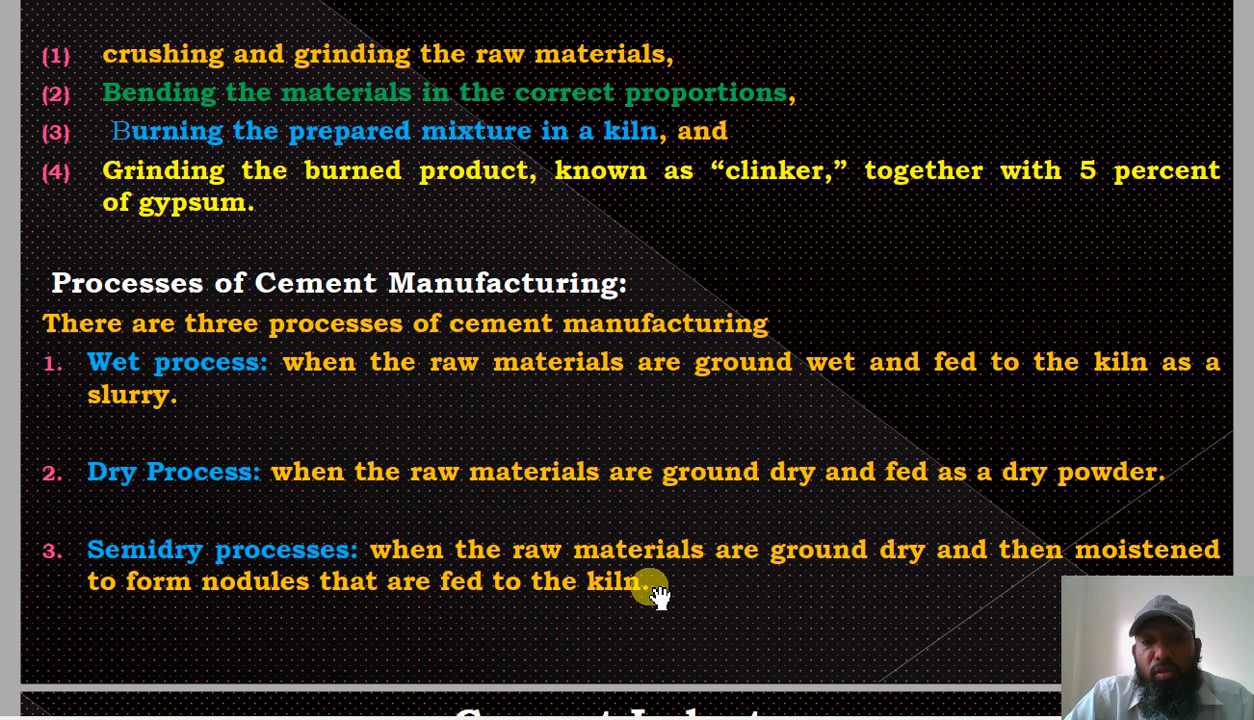 (1) crushing and grinding the raw materials,
(2) Bending the materials in the correct proportions,
(3) Burning the prepared mixture in a kiln, and
(4) Grinding the burned product, known as “clinker,” together with 5 percent
of gypsum.
Processes of Cement Manufacturing:
There are three processes of cement manufacturing
1. Wet process: when the raw materials are ground wet and fed to the kiln as a
slurry.
2. Dry Process: when the raw materials are ground dry and fed as a dry powder.
3. Semidry processes: when the raw materials are ground dry and then moistened
to form nodules that are fed to the kiln.